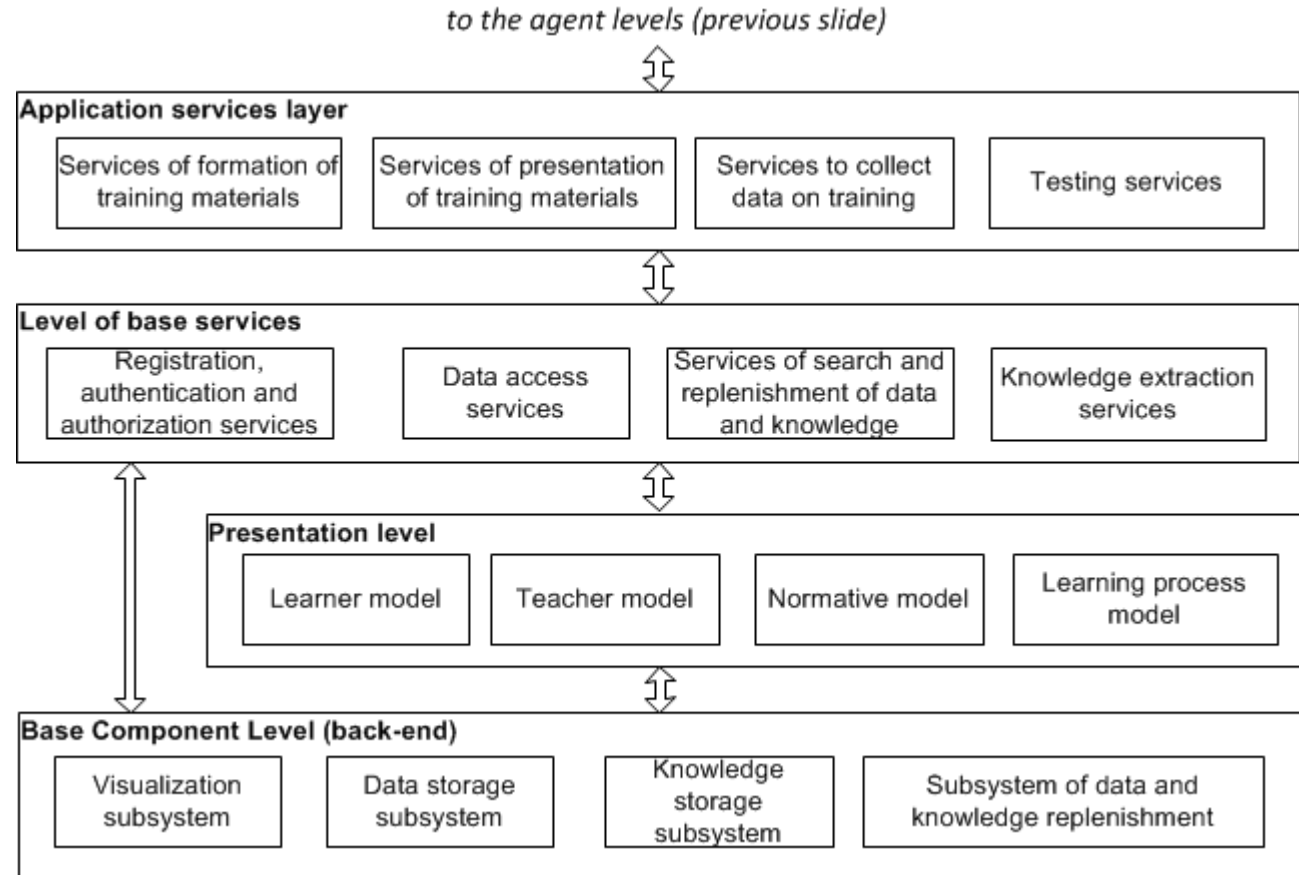 to the agent levels (previous slide)
Application services layer
Services of formation of
training materials
Services of presentation
of training materials
Services to collect
data on training
Testing services
Level of base services
Registration,
authentication and
authorization services
Data access
services
Services of search and
replenishment of data
and knowledge
Knowledge extraction
services
Presentation level
Learner model
Teacher model
Normative model
Learning process
model
Base Component Level (back-end)
Visualization
subsystem
Data storage
subsystem
Knowledge
storage
subsystem
Subsystem of data and
knowledge replenishment